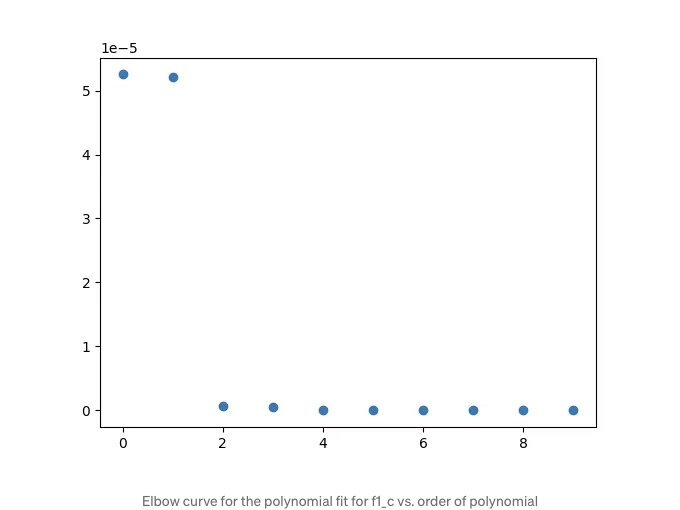 1e−5
5
4
3
2
1
0
0 2 4 6 8
Elbow curve for the polynomial fit for f1_c vs. order of polynomial